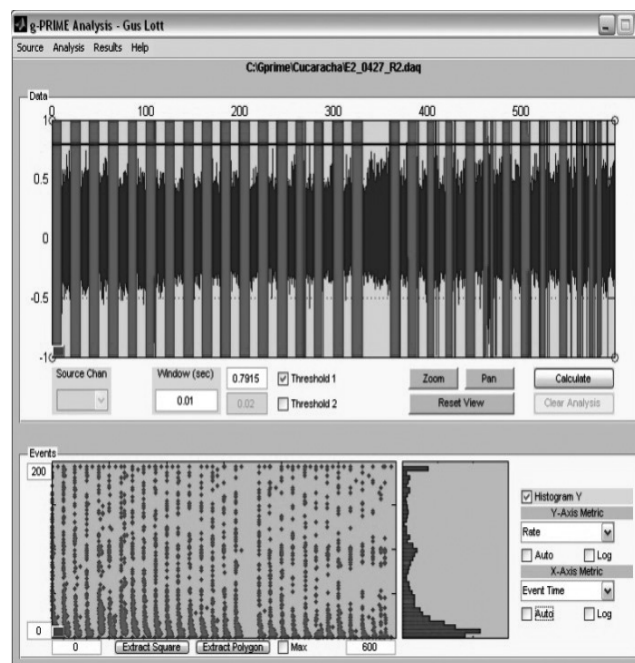 g-PRIME Analysis - Gus Lott
Source Analysis Results Help
C:\Gprime\Cucaracha\E2_0427_R2.daq
Data
0 100 200 300 400 500
1
0.5
0
-0.5
-1
Source Chan Window (sec) 0.7915 Threshold 1 Zoom Pan Calculate
0.01 0.02 Threshold 2 Reset View Clear Analysis
Events
200
0
Histogram Y
Y-Axis Metric
Rate
Auto Log
X-Axis Metric
Event Time
Auto Log
0 Extract Square Extract Polygon Max 600